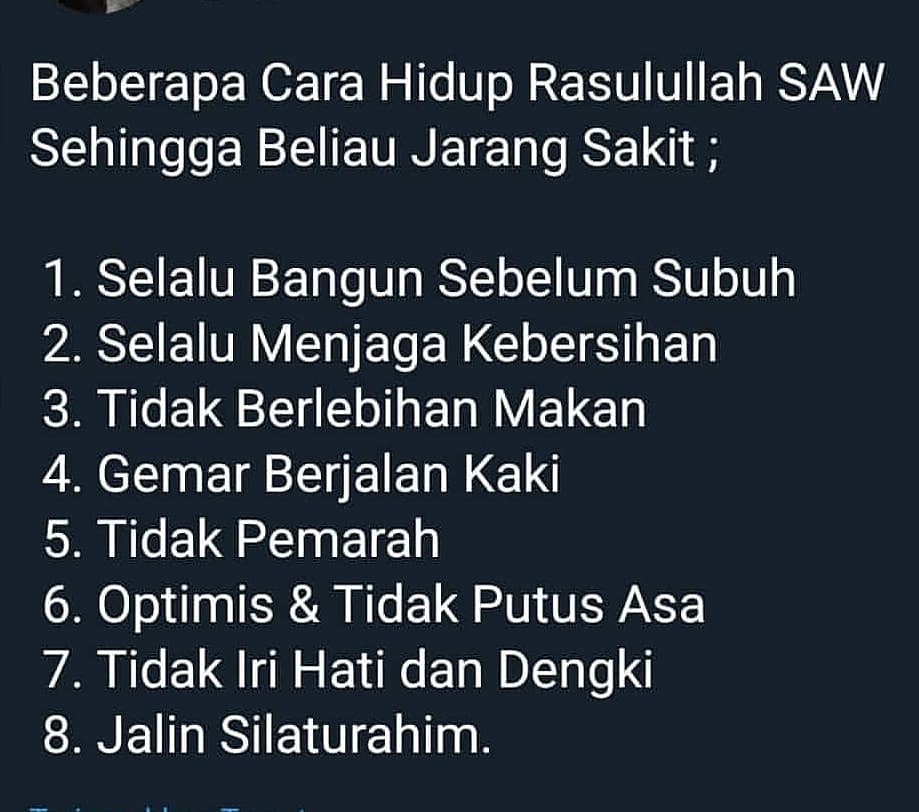 Beberapa Cara Hidup Rasulullah SAW
Sehingga Beliau Jarang Sakit ;
1. Selalu Bangun Sebelum Subuh
2. Selalu Menjaga Kebersihan
3. Tidak Berlebihan Makan
4. Gemar Berjalan Kaki
5. Tidak Pemarah
6. Optimis & Tidak Putus Asa
7. Tidak Iri Hati dan Dengki
8. Jalin Silaturahim.